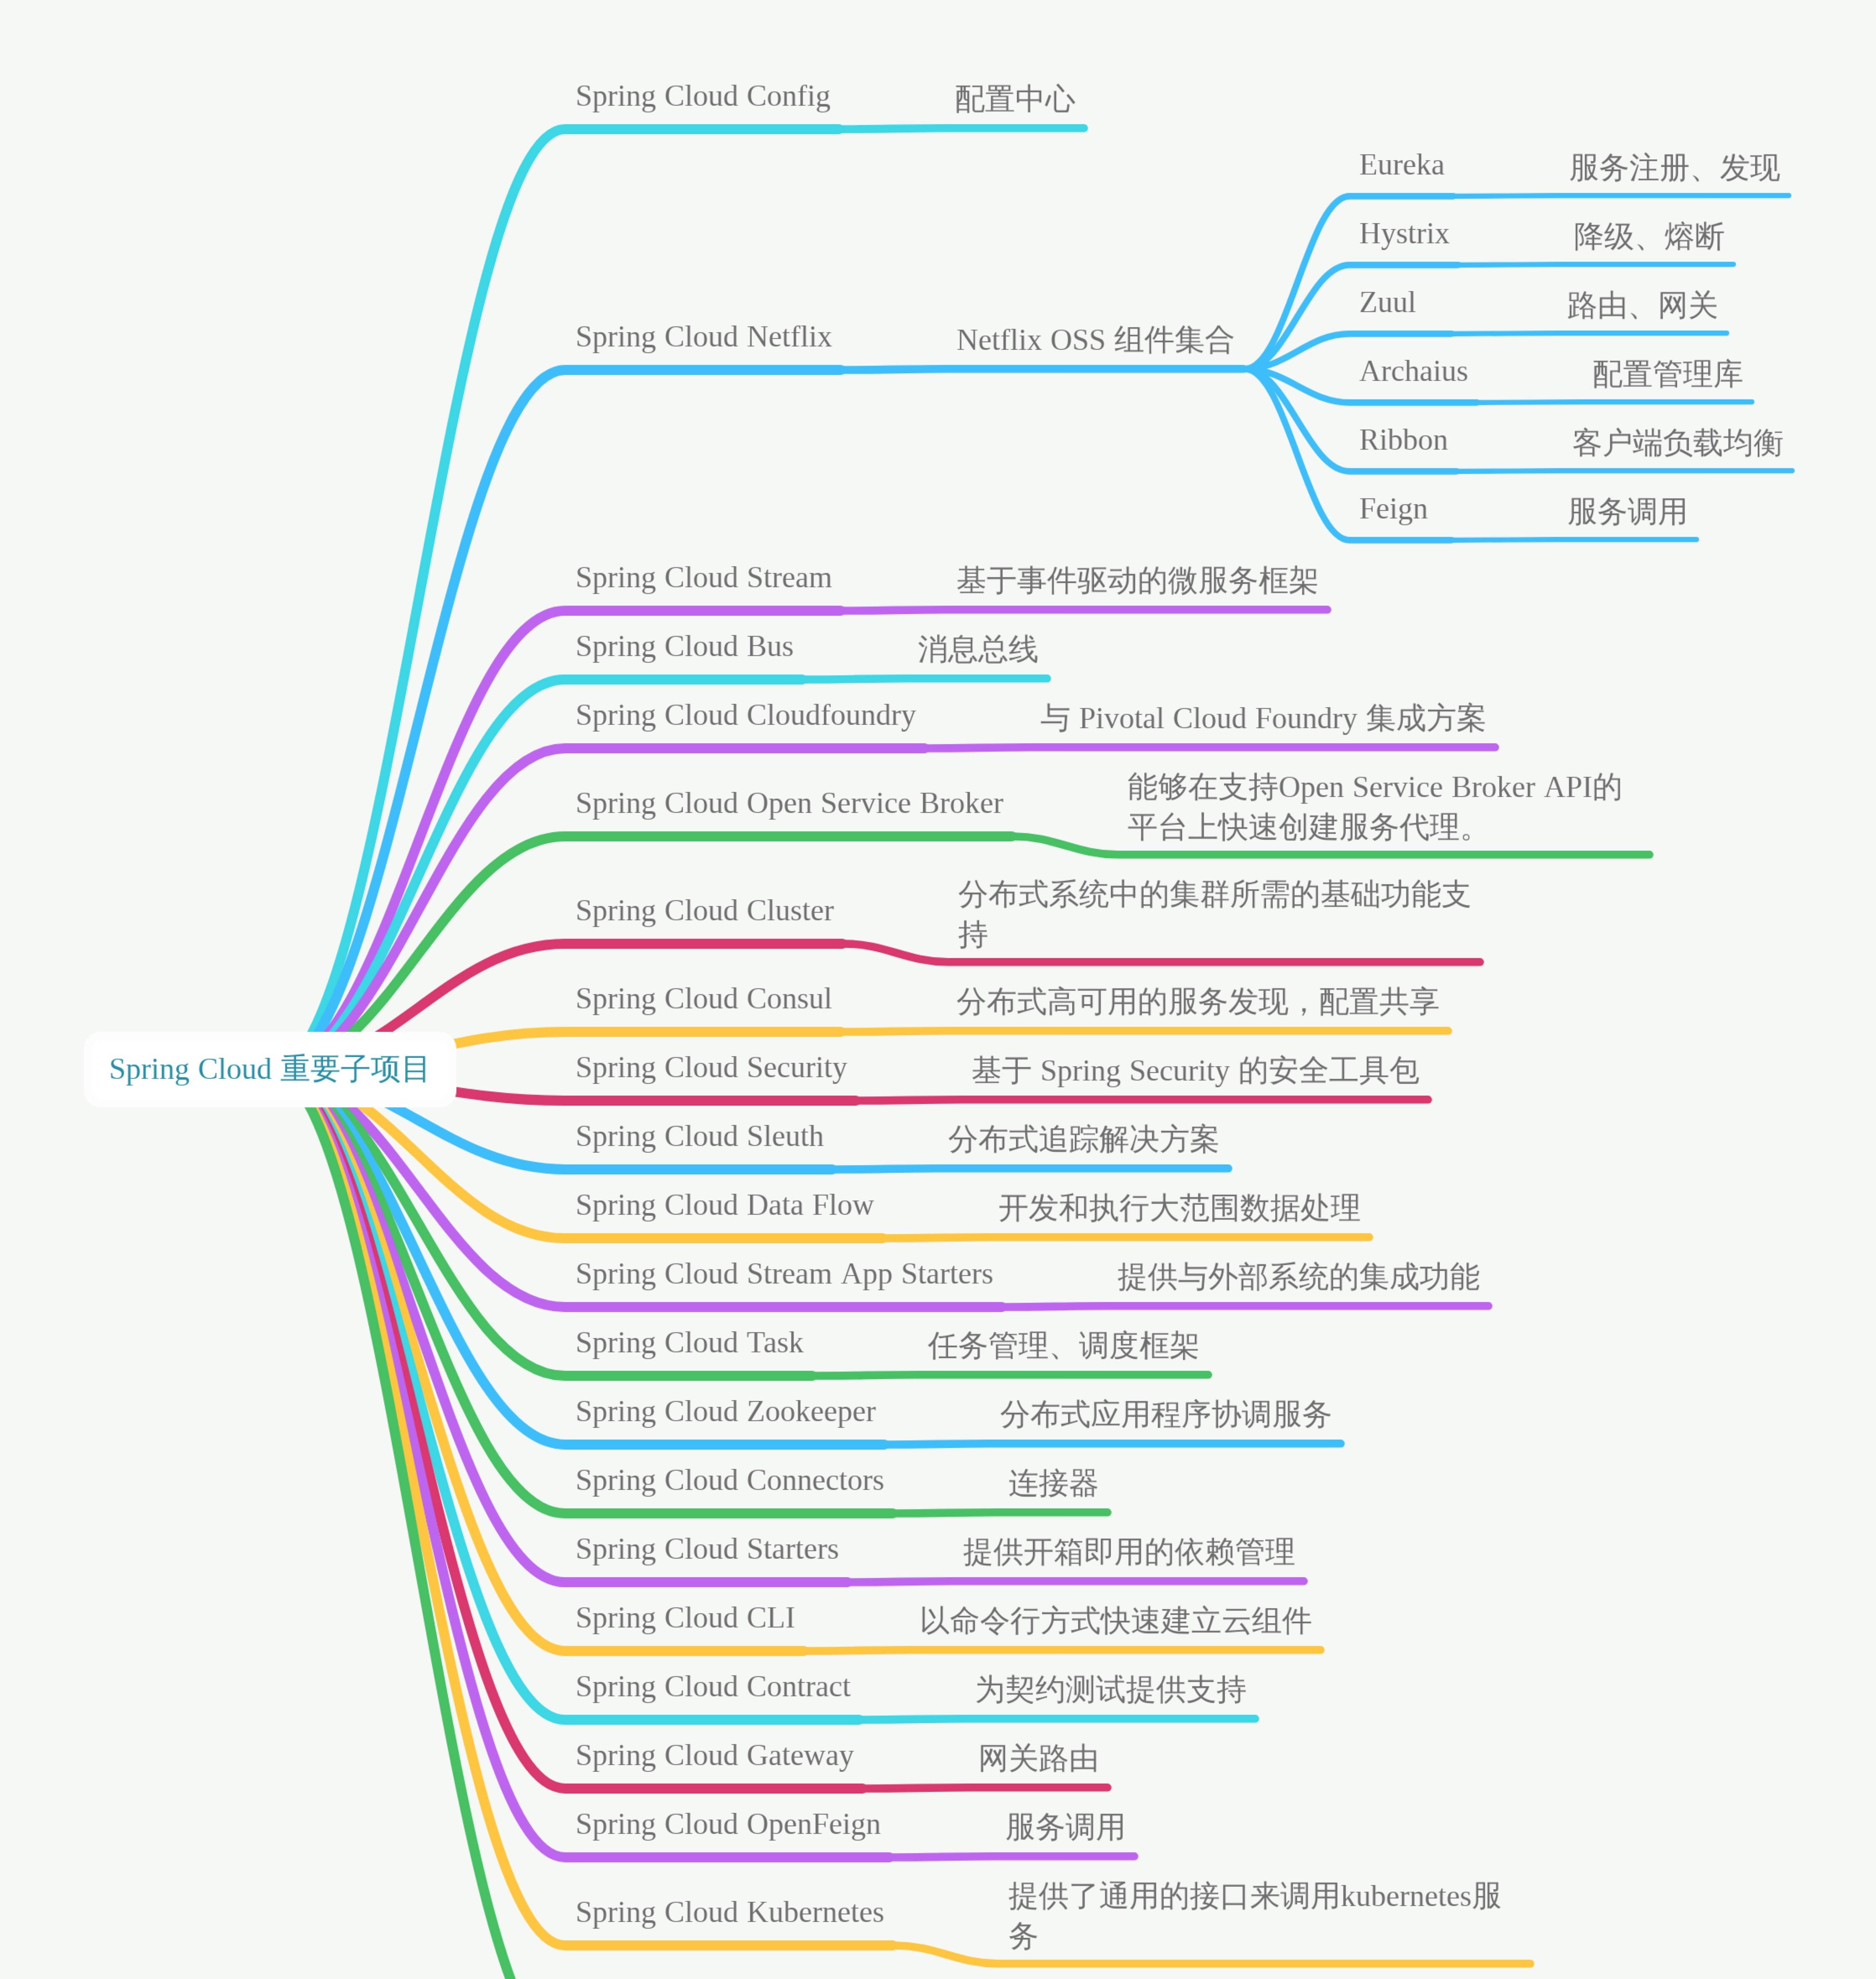 Spring Cloud Config
配置中心
Eureka
服务注册、发现
Hystrix
降级、熔断
Zuul
路由、网关
Spring Cloud Netflix
Netflix OSS 组件集合
Archaius
配置管理库
Ribbon
客户端负载均衡
Feign
服务调用
Spring Cloud Stream
基于事件驱动的微服务框架
Spring Cloud Bus
消息总线
Spring Cloud Cloudfoundry
与 Pivotal Cloud Foundry 集成方案
Spring Cloud Open Service Broker
能够在支持Open Service Broker API的
平台上快速创建服务代理。
Spring Cloud Cluster
分布式系统中的集群所需的基础功能支
持
Spring Cloud Consul
分布式高可用的服务发现，配置共享
Spring Cloud 重要子项目
Spring Cloud Security
基于 Spring Security 的安全工具包
Spring Cloud Sleuth
分布式追踪解决方案
Spring Cloud Data Flow
开发和执行大范围数据处理
Spring Cloud Stream App Starters
提供与外部系统的集成功能
Spring Cloud Task
任务管理、调度框架
Spring Cloud Zookeeper
分布式应用程序协调服务
Spring Cloud Connectors
连接器
Spring Cloud Starters
提供开箱即用的依赖管理
Spring Cloud CLI
以命令行方式快速建立云组件
Spring Cloud Contract
为契约测试提供支持
Spring Cloud Gateway
网关路由
Spring Cloud OpenFeign
服务调用
Spring Cloud Kubernetes
提供了通用的接口来调用kubernetes服
务